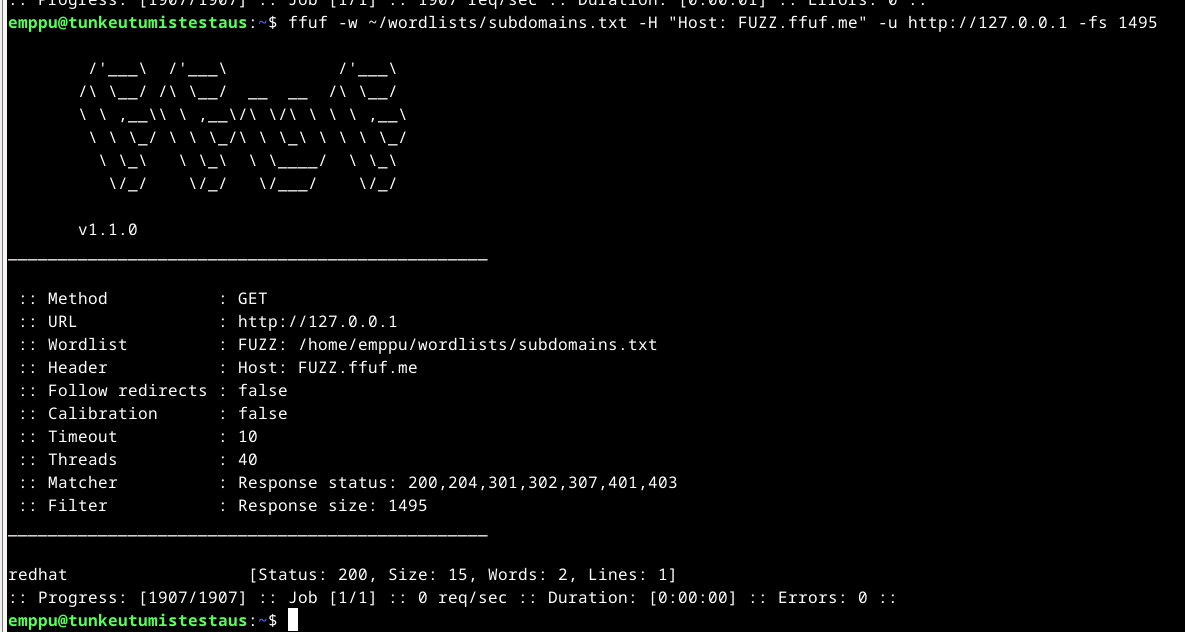 :: Progress: [1907/1907] :: Job [1/1] :: 1907 req/sec :: Duration: [0:00:01] :: Errors: 0 ::
emppu@tunkeutumistestaus:~$ ffuf -w ~/wordlists/subdomains.txt -H "Host: FUZZ.ffuf.me" -u http://127.0.0.1 -fs 1495
        /'___\  /'___\           /'___\
       /\ \__/ /\ \__/  __  __  /\ \__/
       \ \ ,__\\ \ ,__\/\ \/\ \ \ \ ,__\
        \ \ \_/ \ \ \_/\ \ \_\ \ \ \ \_/
         \ \_\   \ \_\  \ \____/  \ \_\
          \/_/    \/_/   \/___/    \/_/
       v1.1.0
________________________________________________
 :: Method           : GET
 :: URL              : http://127.0.0.1
 :: Wordlist         : FUZZ: /home/emppu/wordlists/subdomains.txt
 :: Header           : Host: FUZZ.ffuf.me
 :: Follow redirects : false
 :: Calibration      : false
 :: Timeout          : 10
 :: Threads          : 40
 :: Matcher          : Response status: 200,204,301,302,307,401,403
 :: Filter           : Response size: 1495
________________________________________________
redhat                  [Status: 200, Size: 15, Words: 2, Lines: 1]
:: Progress: [1907/1907] :: Job [1/1] :: 0 req/sec :: Duration: [0:00:00] :: Errors: 0 ::
emppu@tunkeutumistestaus:~$